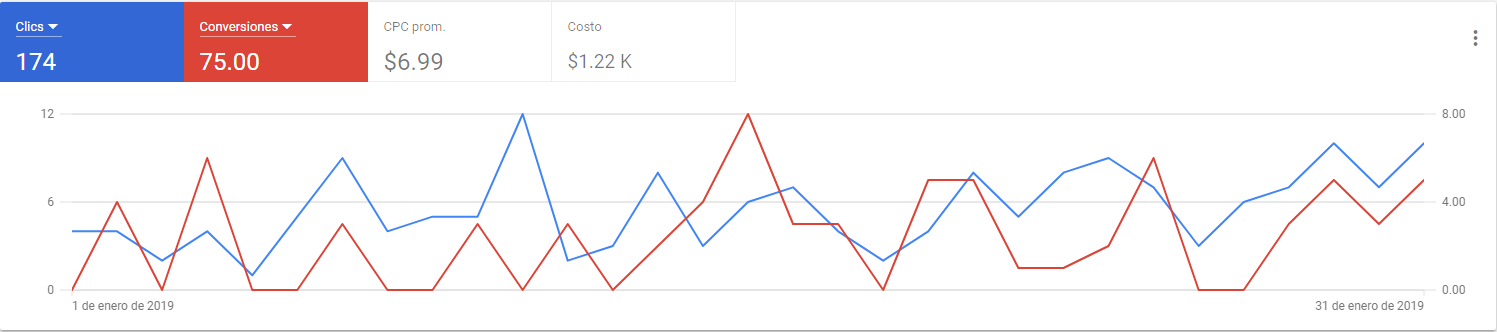 Clics Conversiones CPC prom. Costo
174 75.00 $6.99 $1.22 K
12 8.00
6 4.00
0 0.00
1 de enero de 2019 31 de enero de 2019